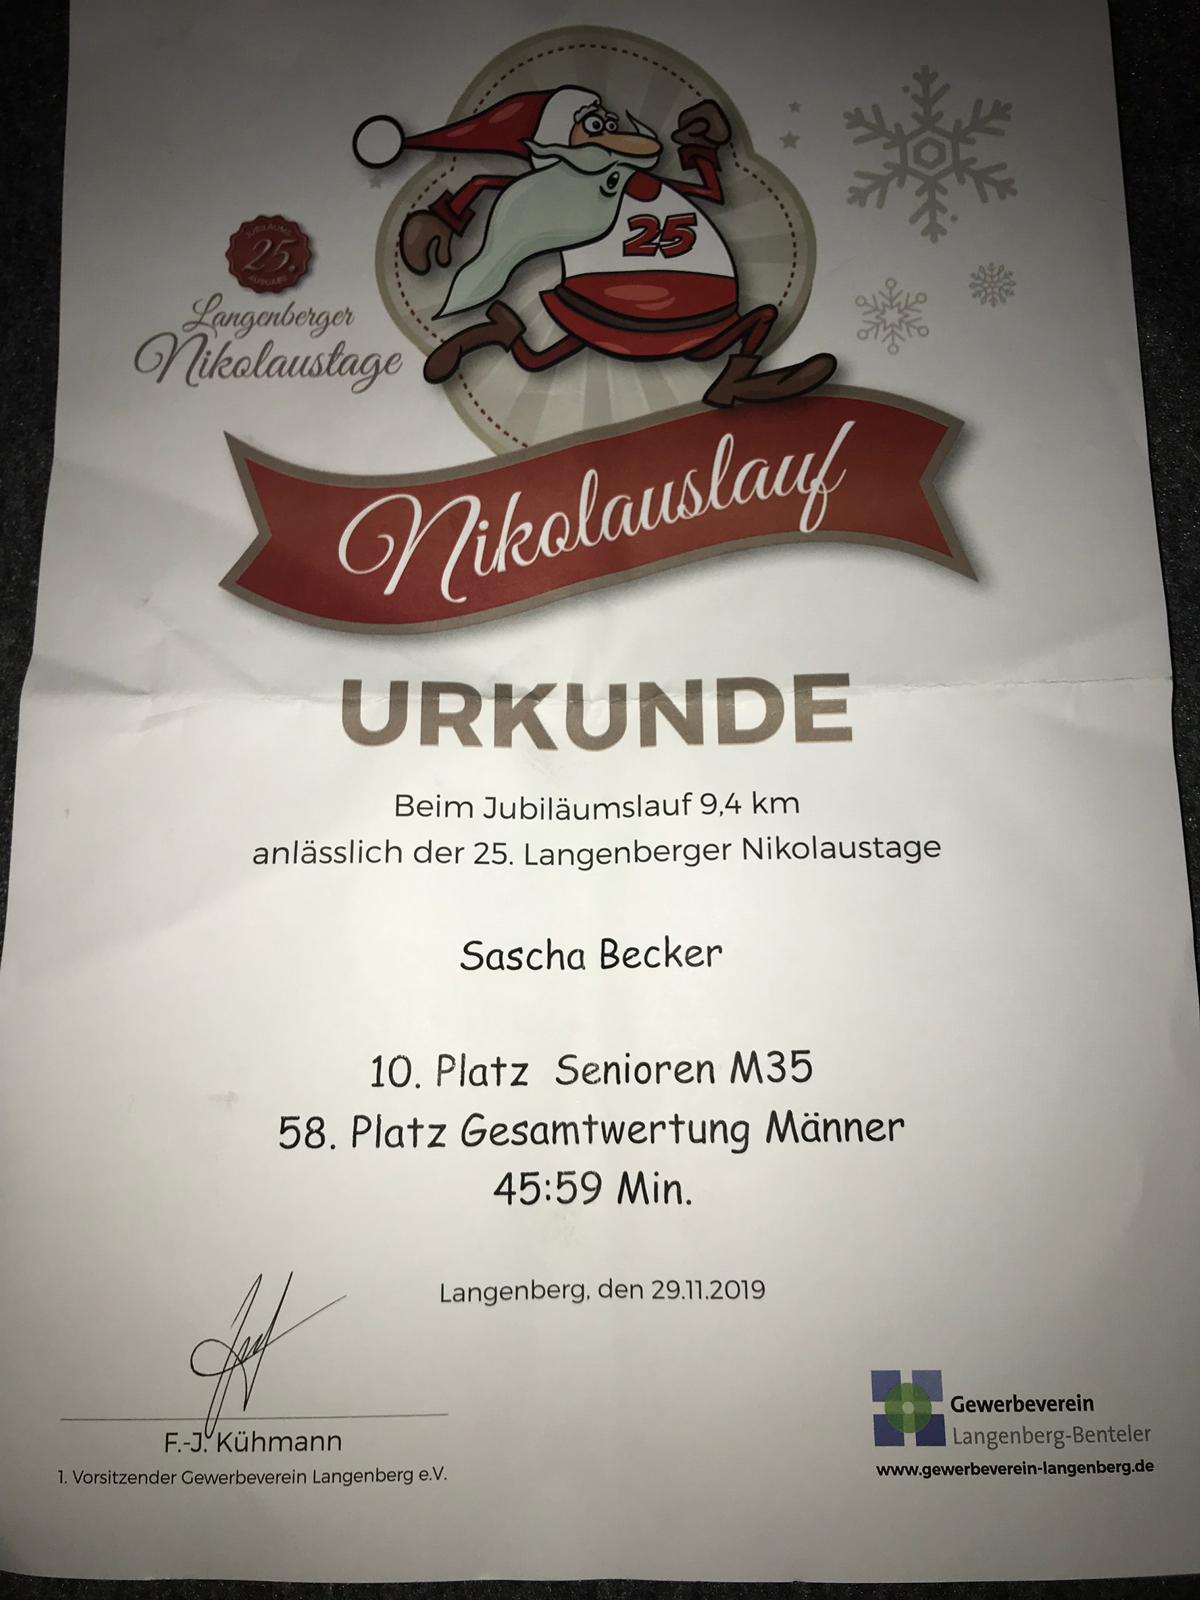 25
JUBILÄUMS
25.
AUSGABE
Langenberger
Nikolaustage
Nikolauslauf
URKUNDE
Beim Jubiläumslauf 9,4 km
anlässlich der 25. Langenberger Nikolaustage
Sascha Becker
10. Platz Senioren M35
58. Platz Gesamtwertung Männer
45:59 Min.
Langenberg, den 29.11.2019
F.-J. Kühmann
1. Vorsitzender Gewerbeverein Langenberg e.V.
Gewerbeverein
Langenberg-Benteler
www.gewerbeverein-langenberg.de